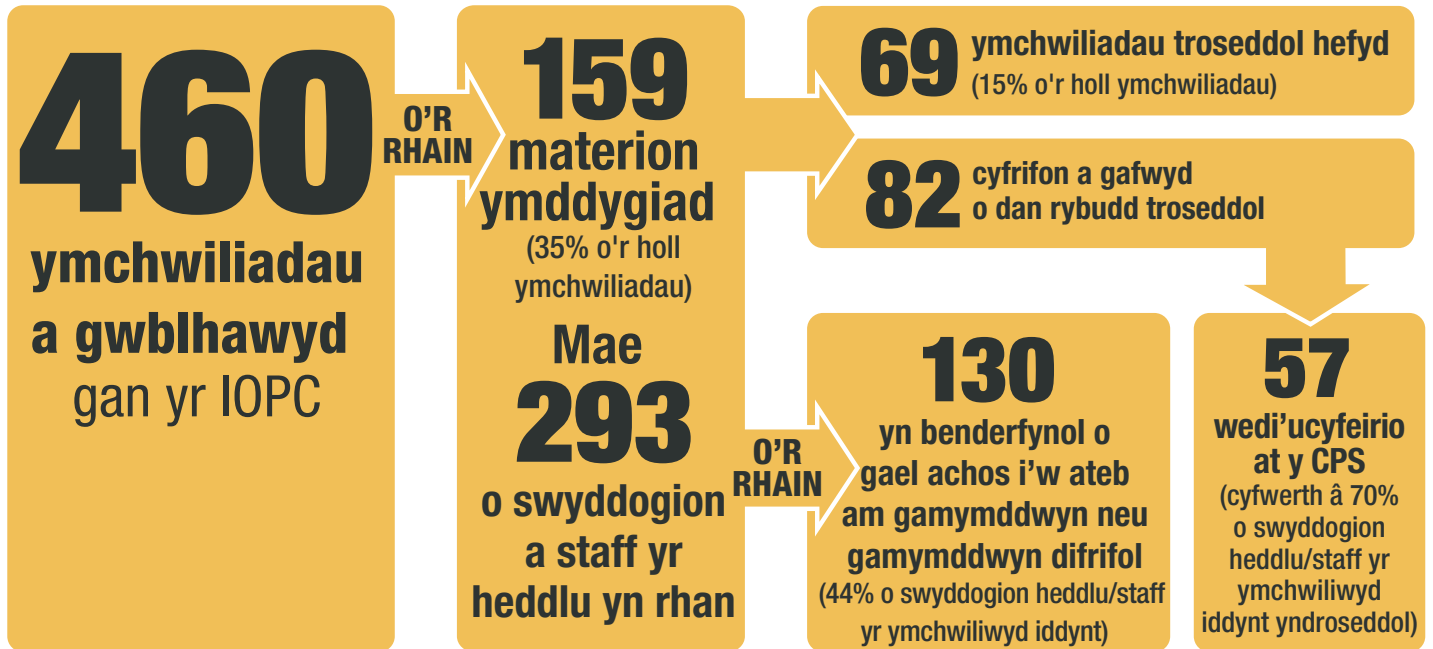 460
ymchwiliadau
a gwblhawyd
gan yr IOPC
O'R
RHAIN
159
materion
ymddygiad
(35% o'r holl
ymchwiliadau)
Mae
293
o swyddogion
a staff yr
heddlu yn rhan
69 ymchwiliadau troseddol hefyd
(15% o'r holl ymchwiliadau)
82 cyfrifon a gafwyd
o dan rybudd troseddol
O'R
RHAIN
130
yn benderfynol o
gael achos i'w ateb
am gamymddwyn neu
gamymddwyn difrifol
(44% o swyddogion heddlu/staff
yr ymchwiliwyd iddynt)
57
wedi'ucyfeirio
at y CPS
(cyfwerth â 70%
o swyddogion
heddlu/staff yr
ymchwiliwyd
iddynt yndroseddol)